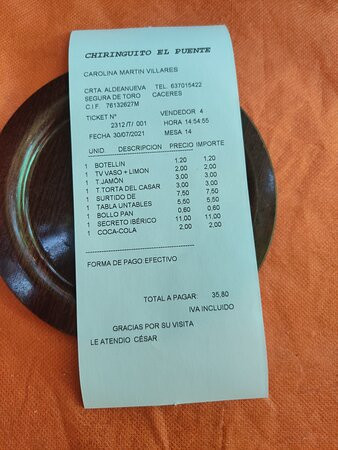 CHIRINGUITO EL PUENTE
CAROLINA MARTIN VILLARES
CRTA. ALDEANUEVA TEL. 637015422
SEGURA DE TORO CACERES
C.I.F. 76132627M
TICKET Nº VENDEDOR 4
2312 /T/ 001 HORA 14:54:55
FECHA 30/07/2021 MESA 14
UNID. DESCRIPCION PRECIO IMPORTE
1 BOTELLIN 1,20 1,20
1 TV VASO + LIMON 2,00 2,00
1 T.JAMÓN 3,00 3,00
1 T.TORTA DEL CASAR 3,00 3,00
1 SURTIDO DE 7,50 7,50
1 TABLA UNTABLES 5,50 5,50
1 BOLLO PAN 0,60 0,60
1 SECRETO IBÉRICO 11,00 11,00
1 COCA-COLA 2,00 2,00
FORMA DE PAGO EFECTIVO
TOTAL A PAGAR: 35,80
IVA INCLUIDO
GRACIAS POR SU VISITA
LE ATENDIO CÉSAR